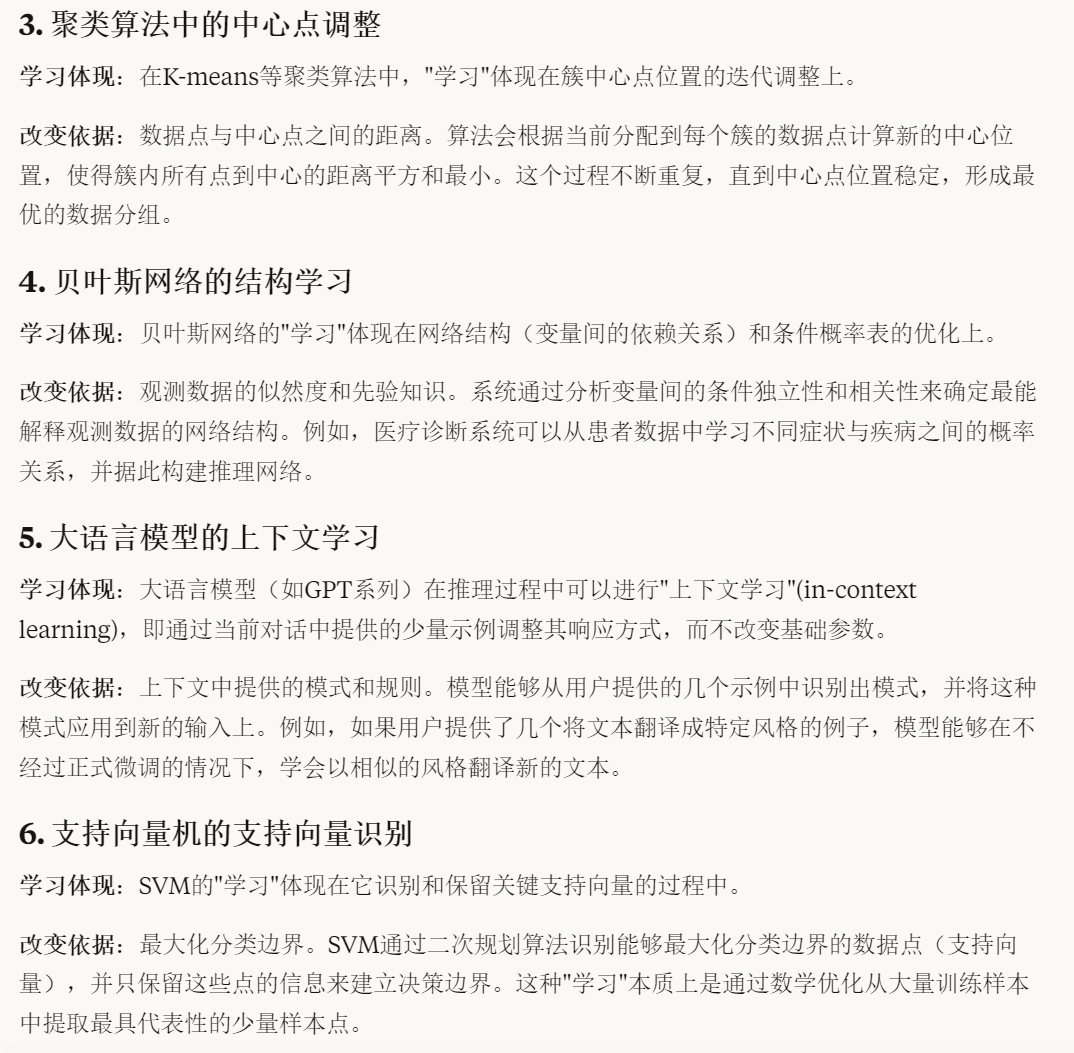 3. 聚类算法中的中心点调整
学习体现：在K-means等聚类算法中，"学习"体现在簇中心点位置的迭代调整上。
改变依据：数据点与中心点之间的距离。算法会根据当前分配到每个簇的数据点计算新的中心位
置，使得簇内所有点到中心的距离平方和最小。这个过程不断重复，直到中心点位置稳定，形成最
优的数据分组。
4. 贝叶斯网络的结构学习
学习体现：贝叶斯网络的"学习"体现在网络结构（变量间的依赖关系）和条件概率表的优化上。
改变依据：观测数据的似然度和先验知识。系统通过分析变量间的条件独立性和相关性来确定最能
解释观测数据的网络结构。例如，医疗诊断系统可以从患者数据中学习不同症状与疾病之间的概率
关系，并据此构建推理网络。
5. 大语言模型的上下文学习
学习体现：大语言模型（如GPT系列）在推理过程中可以进行"上下文学习"(in-context
learning)，即通过当前对话中提供的少量示例调整其响应方式，而不改变基础参数。
改变依据：上下文中提供的模式和规则。模型能够从用户提供的几个示例中识别出模式，并将这种
模式应用到新的输入上。例如，如果用户提供了几个将文本翻译成特定风格的例子，模型能够在不
经过正式微调的情况下，学会以相似的风格翻译新的文本。
6. 支持向量机的支持向量识别
学习体现：SVM的"学习"体现在它识别和保留关键支持向量的过程中。
改变依据：最大化分类边界。SVM通过二次规划算法识别能够最大化分类边界的数据点（支持向
量），并只保留这些点的信息来建立决策边界。这种"学习"本质上是通过数学优化从大量训练样本
中提取最具代表性的少量样本点。